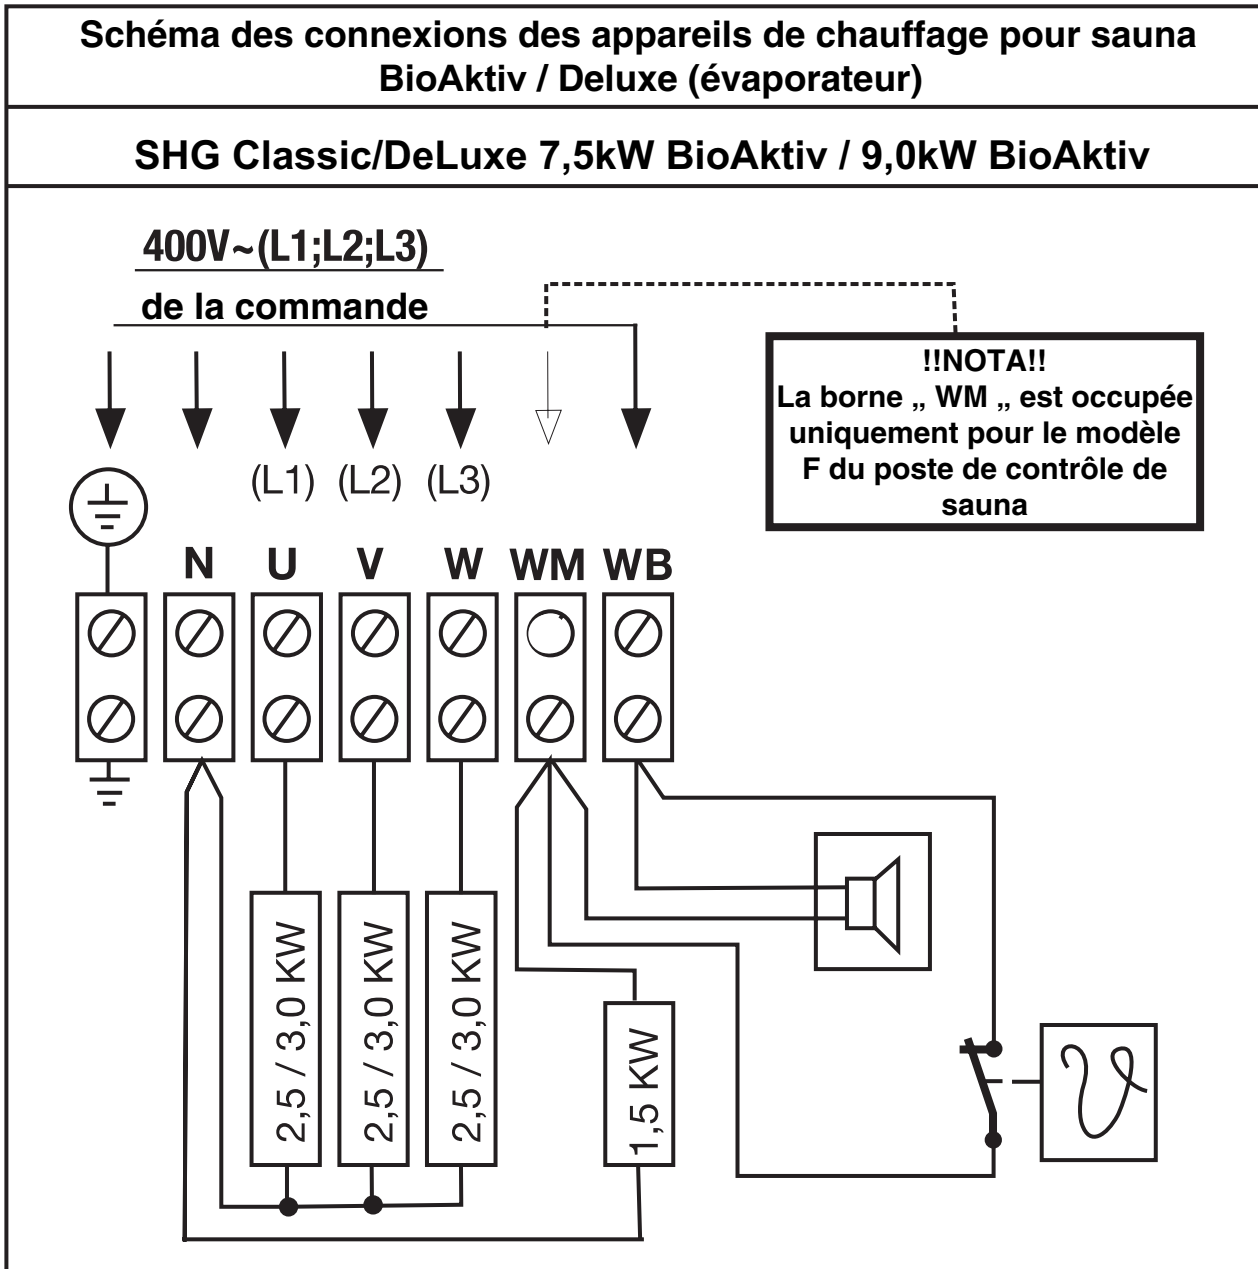 Schéma des connexions des appareils de chauffage pour sauna
BioAktiv / Deluxe (évaporateur)
SHG Classic/DeLuxe 7,5kW BioAktiv / 9,0kW BioAktiv
400V~(L1;L2;L3)
de la commande
!!NOTA!!
La borne „ WM „ est occupée
uniquement pour le modèle
F du poste de contrôle de
sauna
(L1) (L2) (L3)
N U V W WM WB
2,5 / 3,0 KW
2,5 / 3,0 KW
2,5 / 3,0 KW
1,5 KW
ϑ